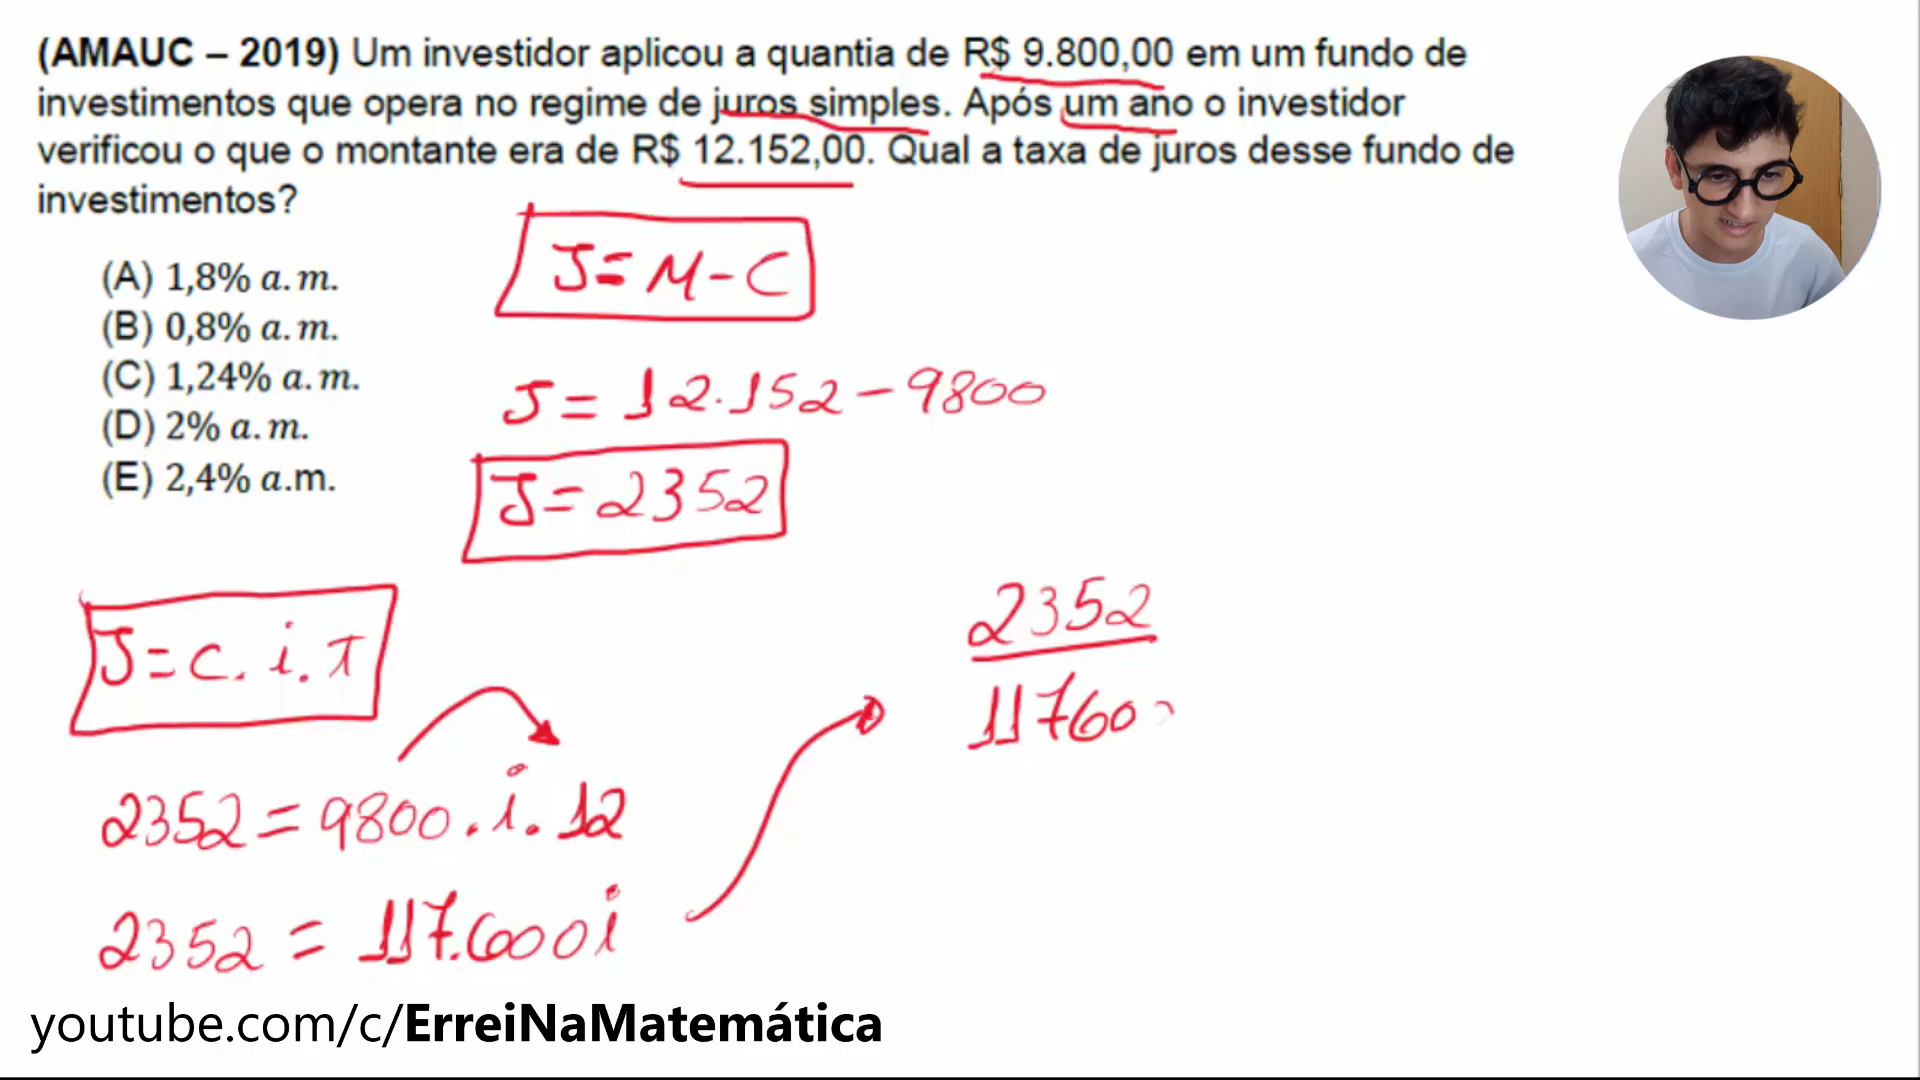 (AMAUC – 2019) Um investidor aplicou a quantia de R$ 9.800,00 em um fundo de
investimentos que opera no regime de juros simples. Após um ano o investidor
verificou o que o montante era de R$ 12.152,00. Qual a taxa de juros desse fundo de
investimentos?
(A) 1,8% a.m.
(B) 0,8% a.m.
(C) 1,24% a.m.
(D) 2% a.m.
(E) 2,4% a.m.
J = M - C
J = 12.152 - 9800
J = 2352
J = C. i. T
2352 = 9800 . i. 12
2352 = 117.600i
2352
11760
youtube.com/c/ErreiNaMatemática